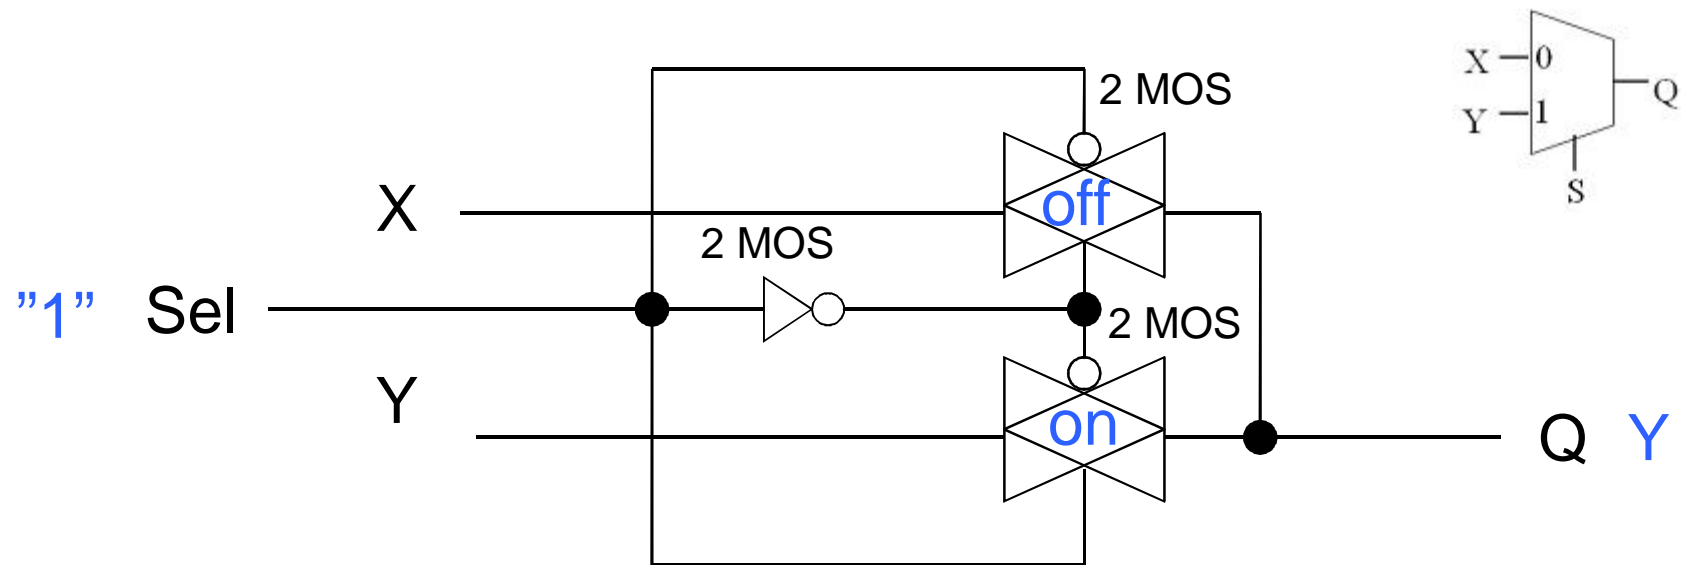 2 MOS
X
off
2 MOS
”1” Sel
2 MOS
Y
on
Q Y
X 0
Y 1
Q
S